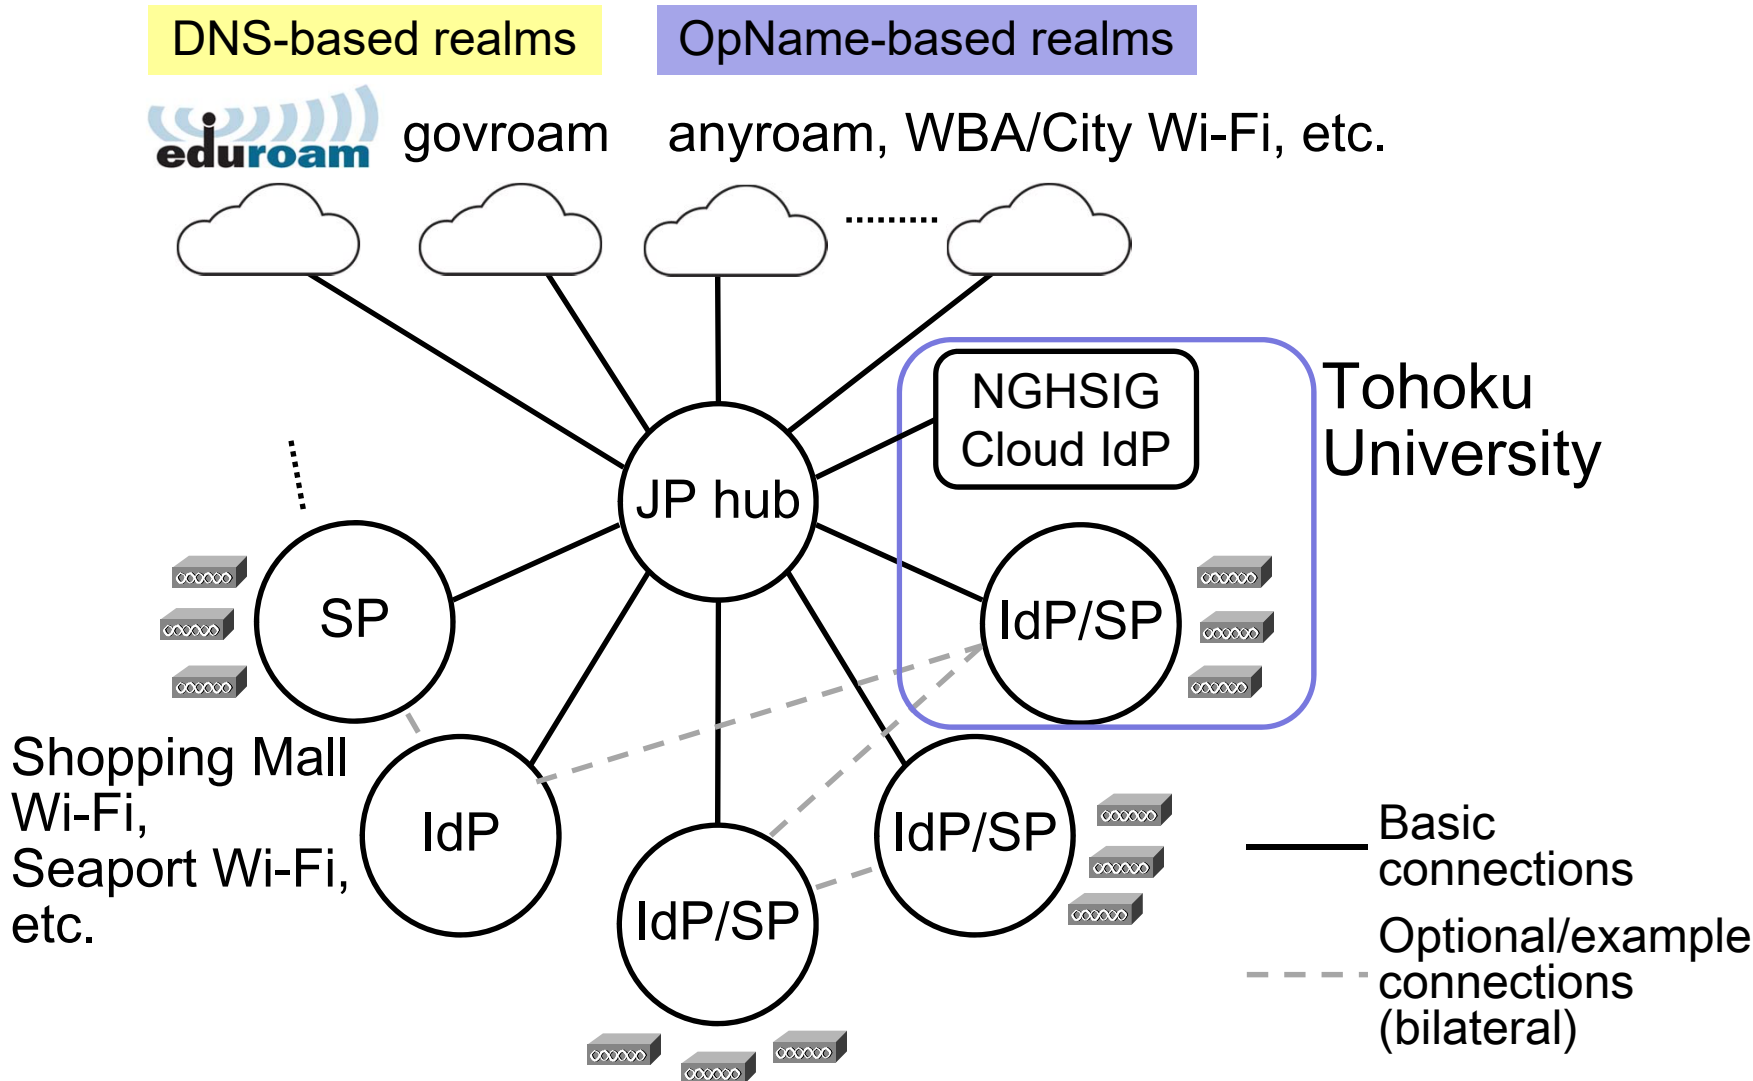 DNS-based realms
OpName-based realms
eduroam
govroam
anyroam, WBA/City Wi-Fi, etc.
NGHSIG
Cloud IdP
Tohoku
University
JP hub
SP
IdP/SP
Shopping Mall
Wi-Fi,
Seaport Wi-Fi,
etc.
IdP
IdP/SP
IdP/SP
Basic
connections
Optional/example
connections
(bilateral)